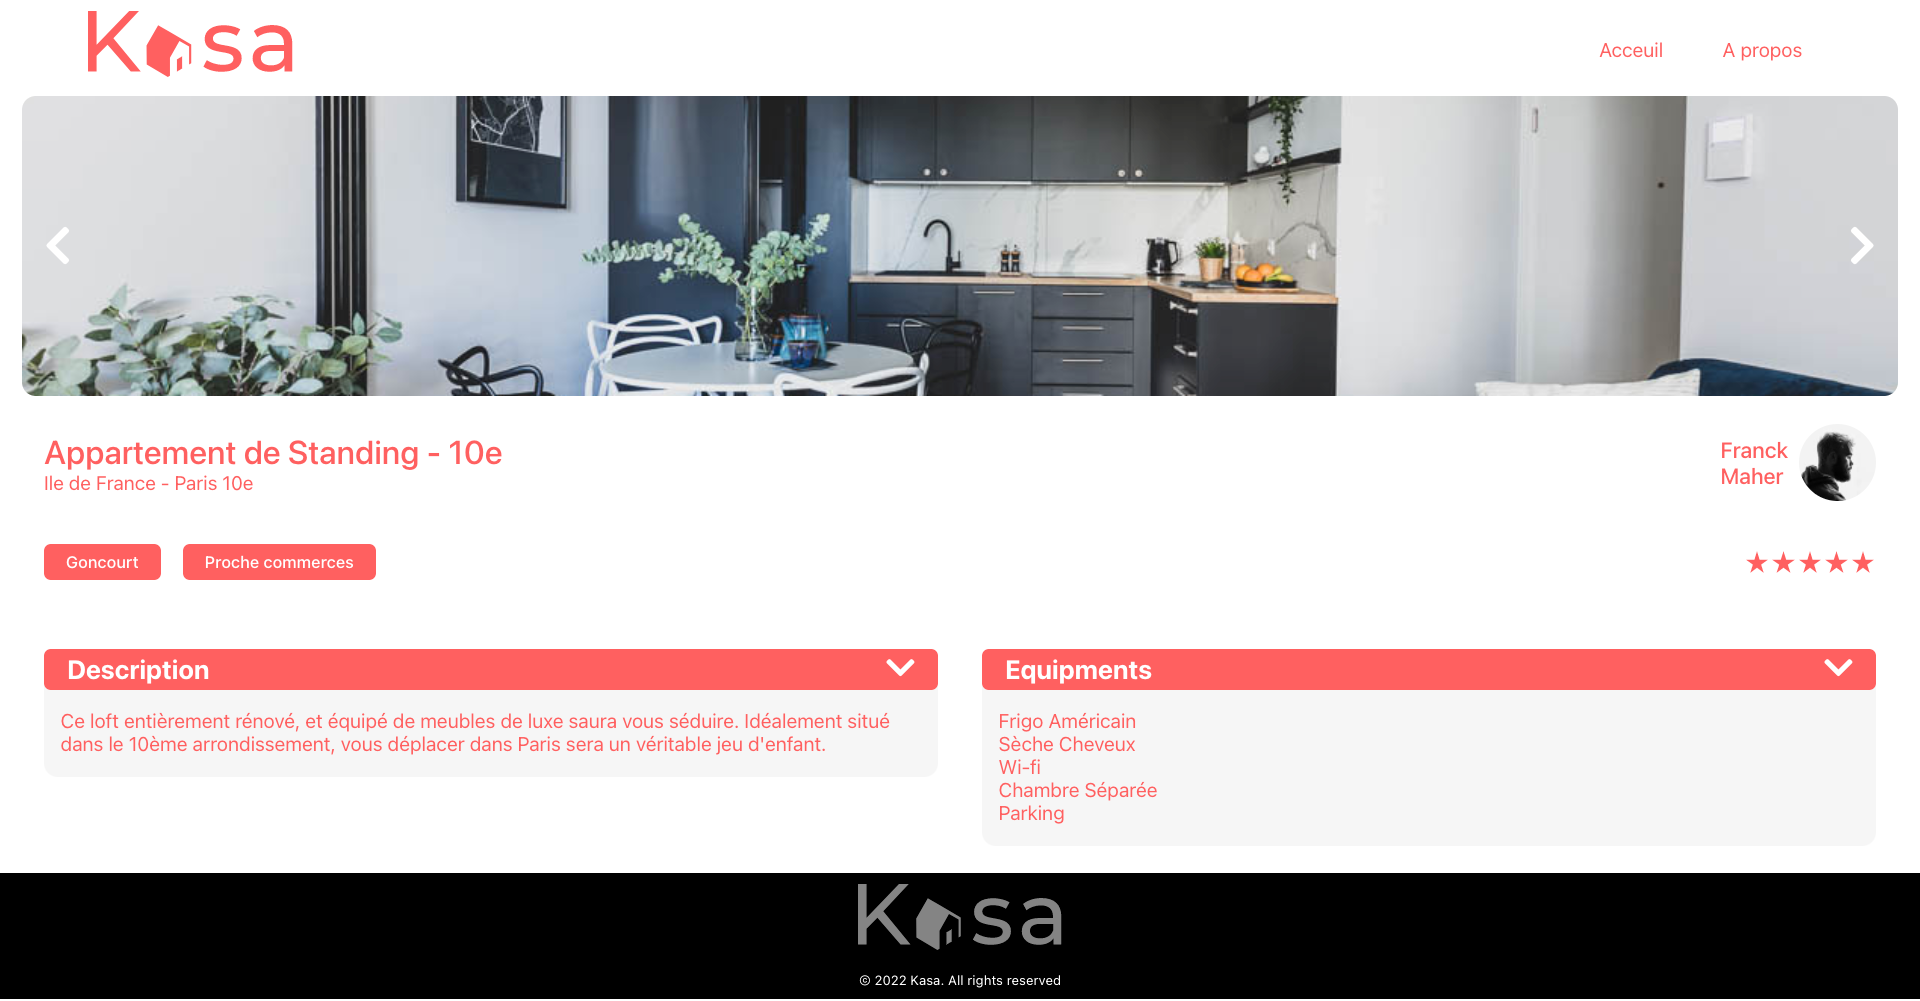 Kasa
Acceuil
A propos
Appartement de Standing - 10e
Ile de France - Paris 10e
Franck
Maher
Goncourt
Proche commerces
★★★★★
Description
Ce loft entièrement rénové, et équipé de meubles de luxe saura vous séduire. Idéalement situé
dans le 10ème arrondissement, vous déplacer dans Paris sera un véritable jeu d'enfant.
Equipments
Frigo Américain
Sèche Cheveux
Wi-fi
Chambre Séparée
Parking
Kasa
© 2022 Kasa. All rights reserved